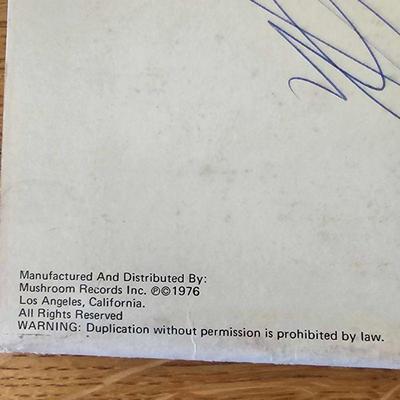 Manufactured And Distributed By:
Mushroom Records Inc. ℗©1976
Los Angeles, California.
All Rights Reserved
WARNING: Duplication without permission is prohibited by law.